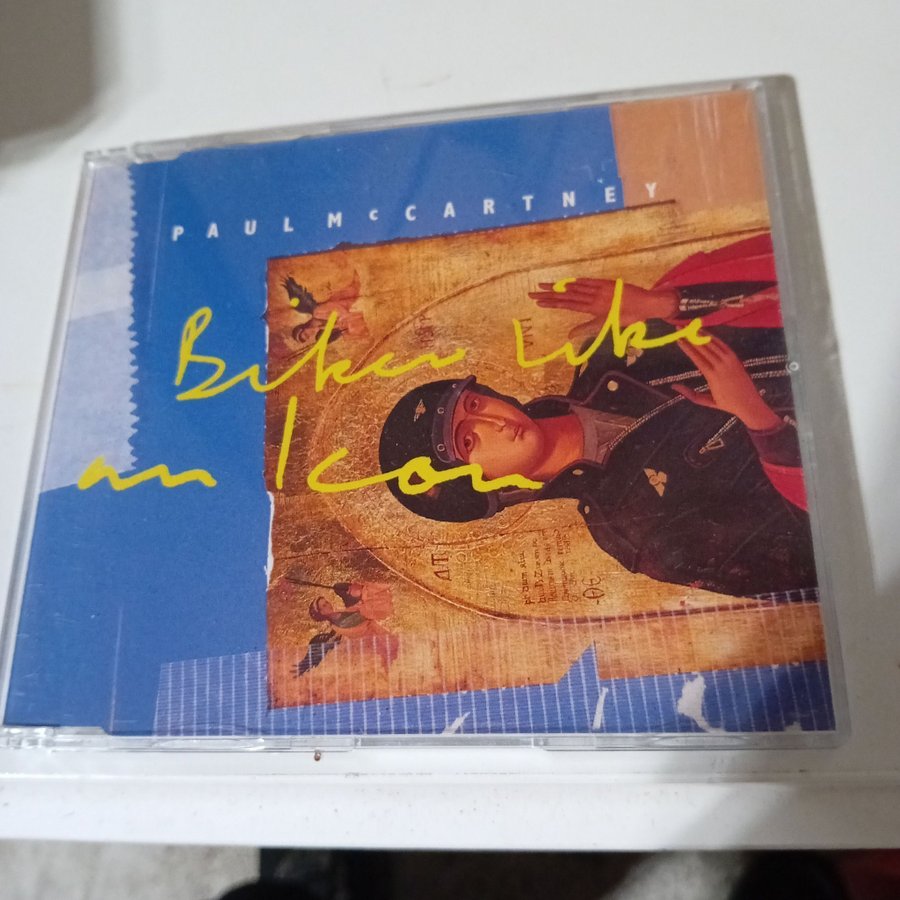 PAUL McCARTNEY
Biker like
an Icon